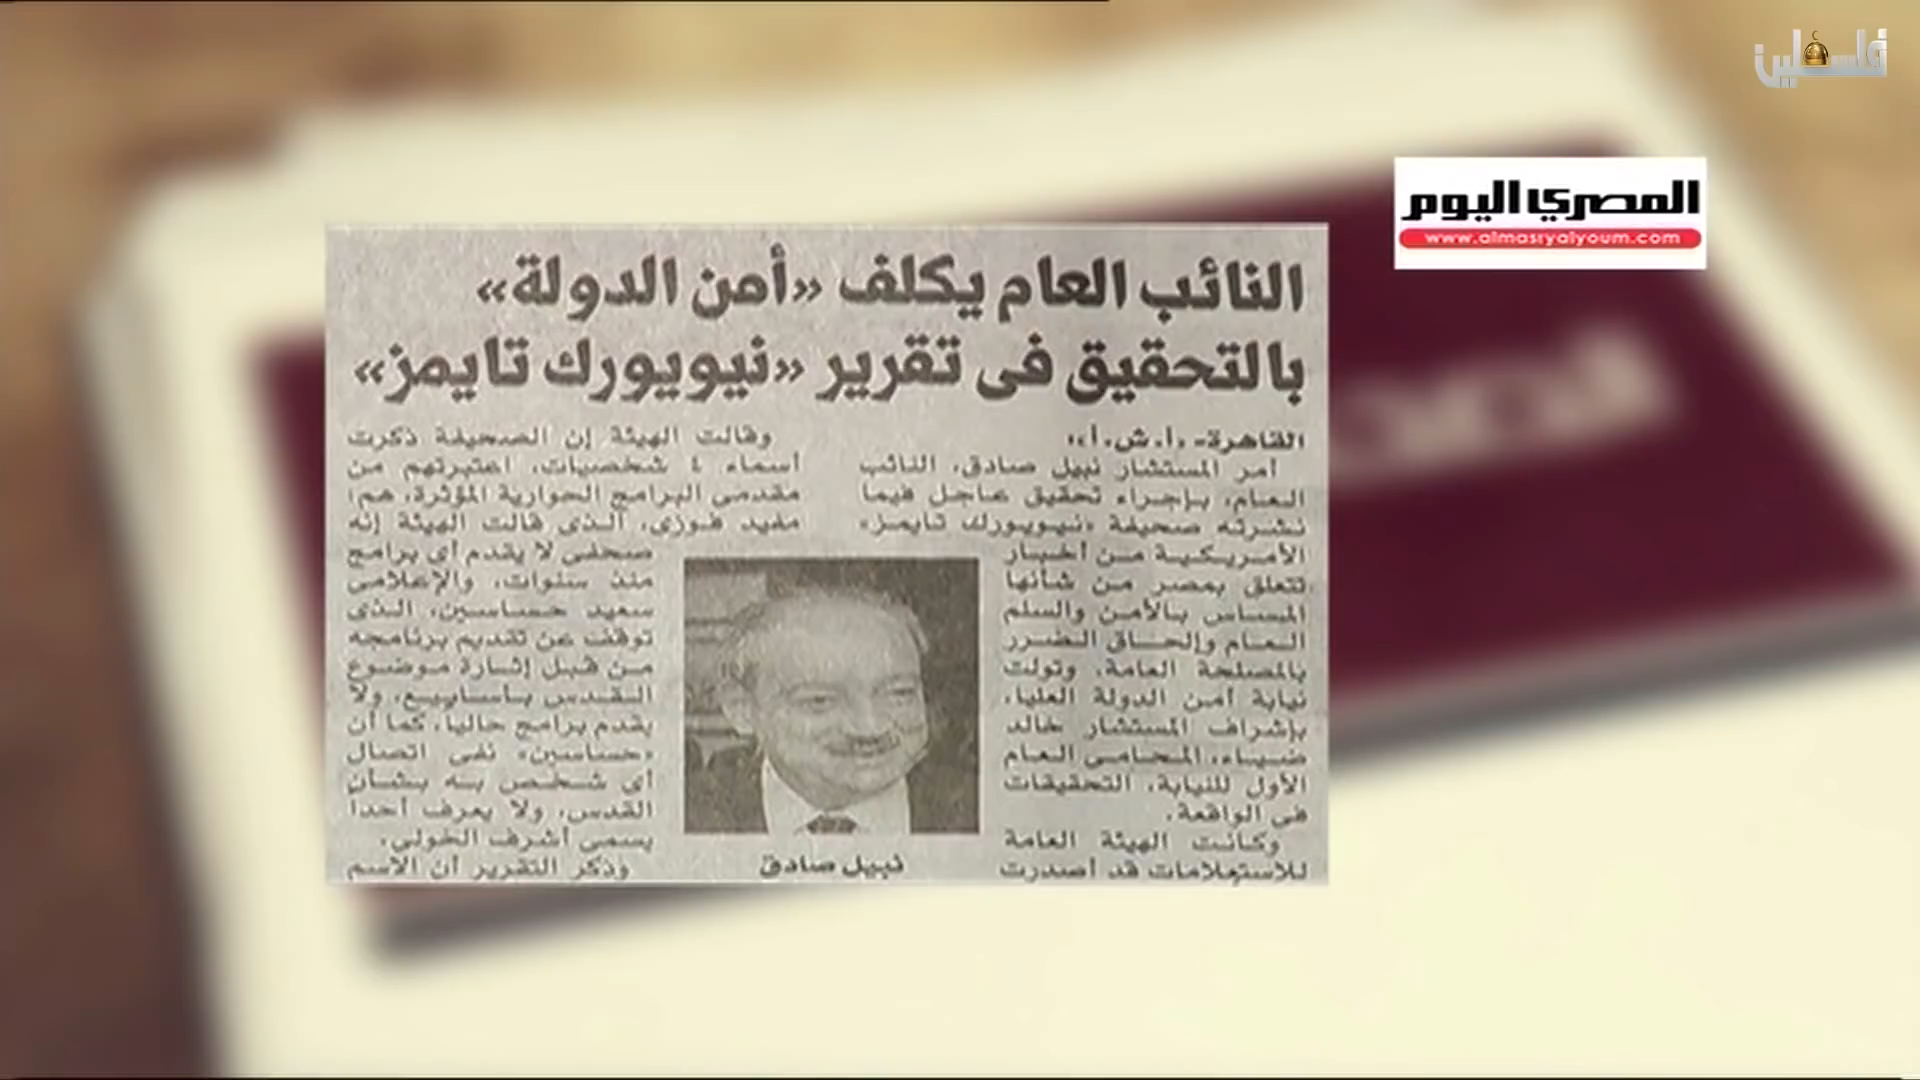 فلسطين
المصري اليوم
www.almasryalyoum.com
النائب العام يكلف «أمن الدولة»
بالتحقيق فى تقرير «نيويورك تايمز»
القاهرة- «أ.ش.أ»
أمر المستشار نبيل صادق، النائب
العام، بإجراء تحقيق عاجل فيما
نشرته صحيفة «نيويورك تايمز»
الأمريكية من أخبار
تتعلق بمصر من شأنها
المساس بالأمن والسلم
العام وإلحاق الضرر
بالمصلحة العامة، وتولت
نيابة أمن الدولة العليا،
بإشراف المستشار خالد
ضياء، المحامى العام
الأول للنيابة، التحقيقات
فى الواقعة.
وكانت الهيئة العامة
للاستعلامات قد أصدرت
وقالت الهيئة إن الصحيفة ذكرت
أسماء ٤ شخصيات، اعتبرتهم من
مقدمى البرامج الحوارية المؤثرة، هم:
مفيد فوزى، الذى قالت الهيئة إنه
صحفى لا يقدم أى برامج
منذ سنوات، والإعلامى
سعيد حساسين، الذى
توقف عن تقديم برنامجه
من قبل إثارة موضوع
القدس بأسابيع، ولا
يقدم برامج حاليا، كما أن
«حساسين» نفى اتصال
أى شخص به بشأن
القدس، ولا يعرف أحداً
يسمى أشرف الخولى.
وذكر التقرير أن الاسم
نبيل صادق